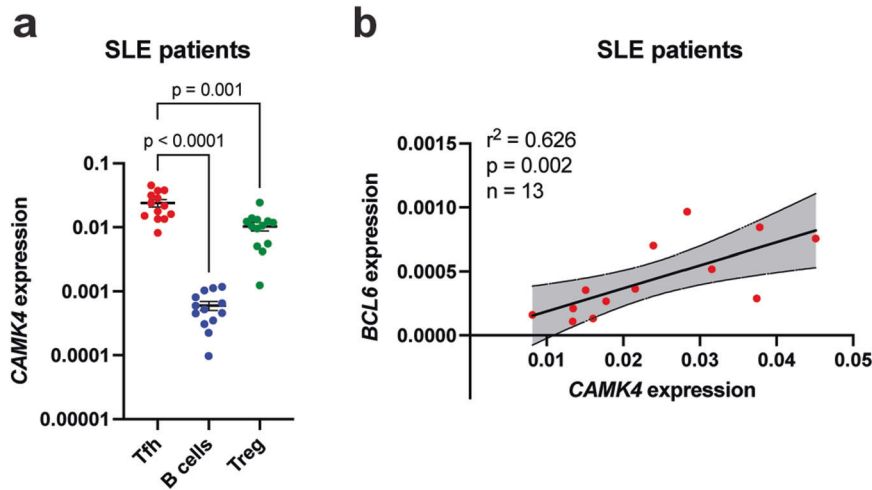 a
SLE patients
p = 0.001
p < 0.0001
0.1
0.01
0.001
0.0001
0.00001
CAMK4 expression
Tfh
B cells
Treg
b
SLE patients
r² = 0.626
p = 0.002
n = 13
0.0015
0.0010
0.0005
0.0000
BCL6 expression
0.01 0.02 0.03 0.04 0.05
CAMK4 expression